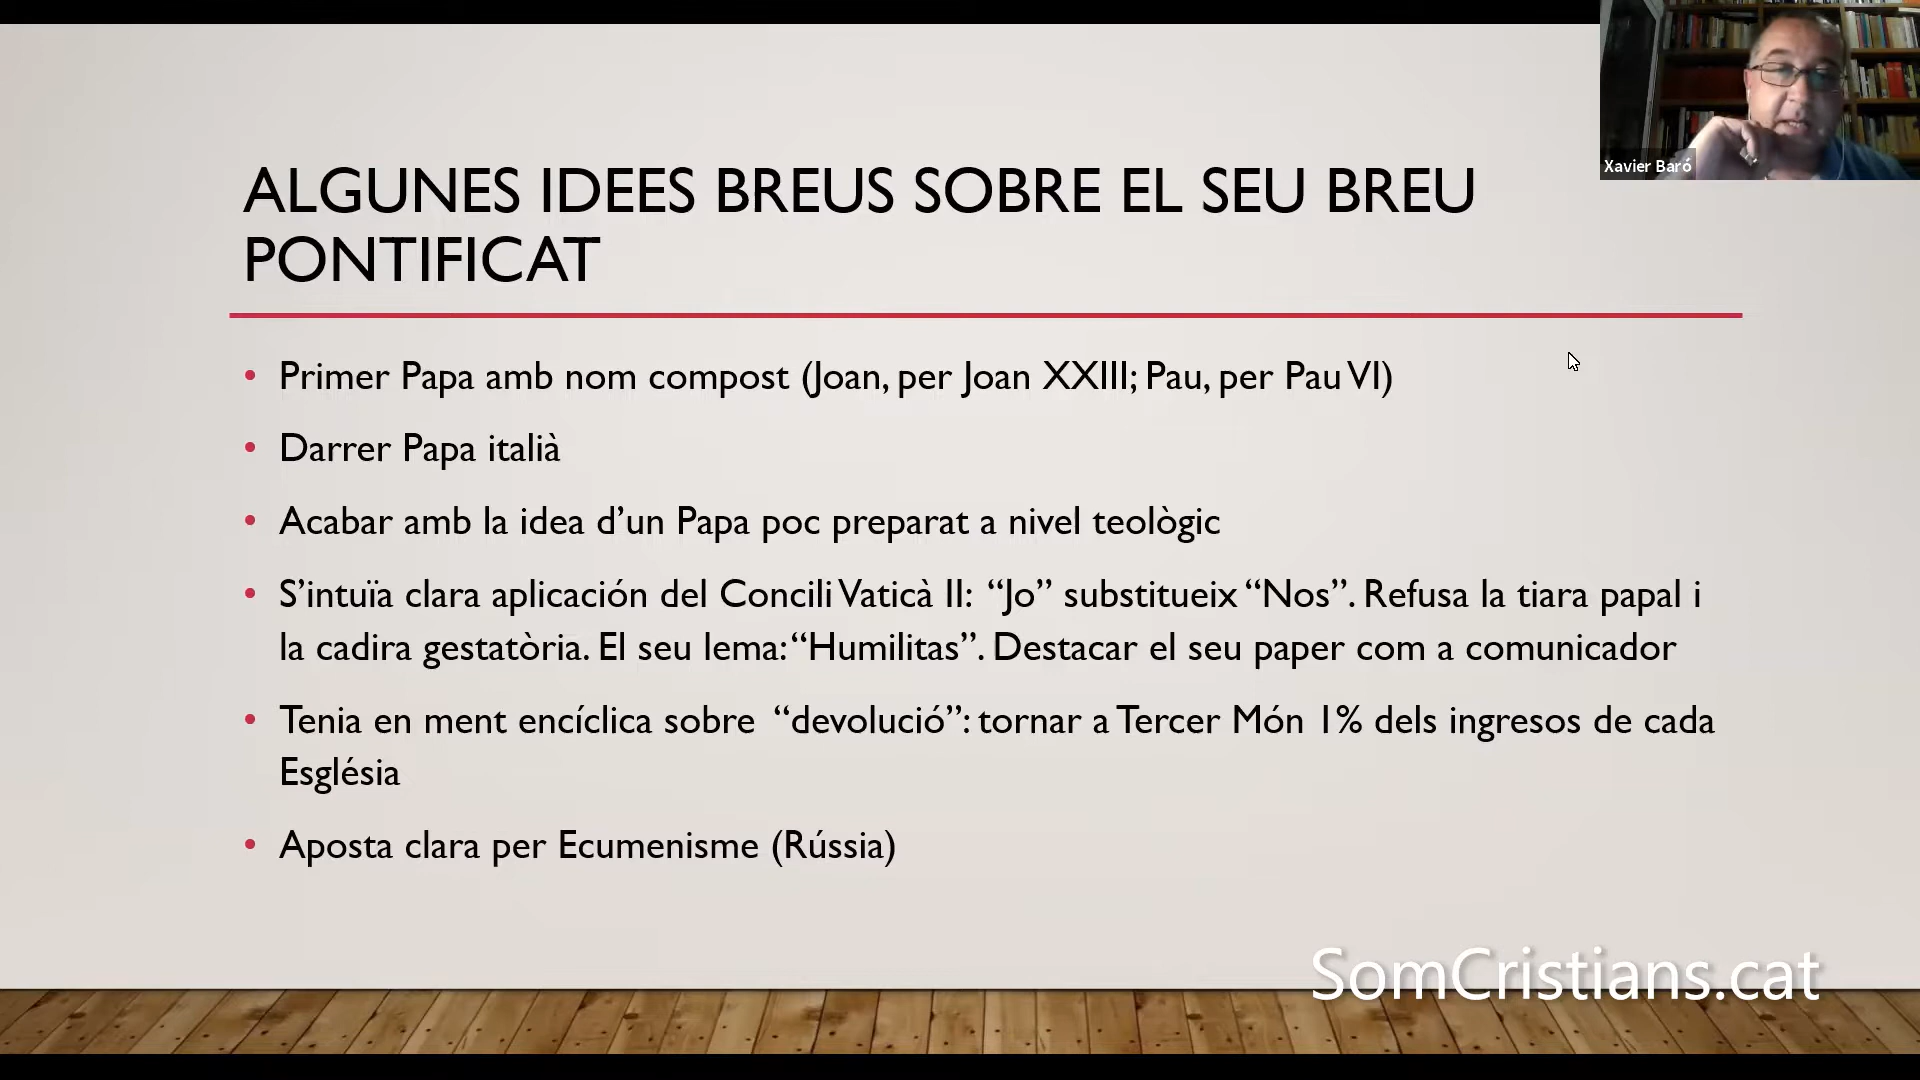 Xavier Baró
ALGUNES IDEES BREUS SOBRE EL SEU BREU
PONTIFICAT
• Primer Papa amb nom compost (Joan, per Joan XXIII; Pau, per Pau VI)
• Darrer Papa italià
• Acabar amb la idea d’un Papa poc preparat a nivel teològic
• S’intuïa clara aplicación del Concili Vaticà II: “Jo” substitueix “Nos”. Refusa la tiara papal i
la cadira gestatòria. El seu lema: “Humilitas”. Destacar el seu paper com a comunicador
• Tenia en ment encíclica sobre “devolució”: tornar a Tercer Món 1% dels ingresos de cada
Església
• Aposta clara per Ecumenisme (Rússia)
SomCristians.cat